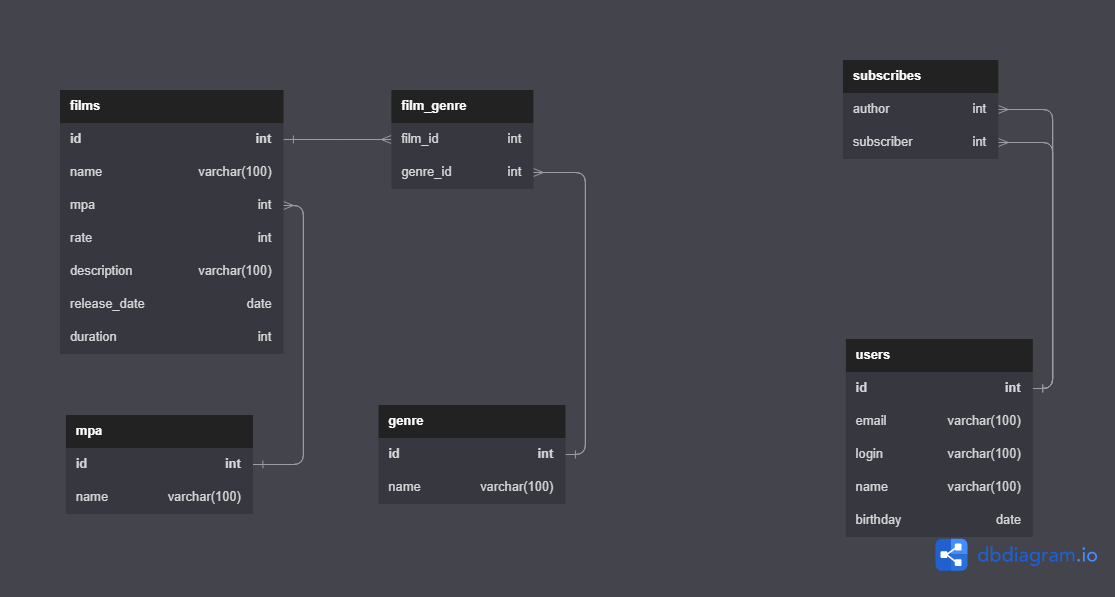 films
id int
name varchar(100)
mpa int
rate int
description varchar(100)
release_date date
duration int
film_genre
film_id int
genre_id int
subscribes
author int
subscriber int
mpa
id int
name varchar(100)
genre
id int
name varchar(100)
users
id int
email varchar(100)
login varchar(100)
name varchar(100)
birthday date
dbdiagram.io